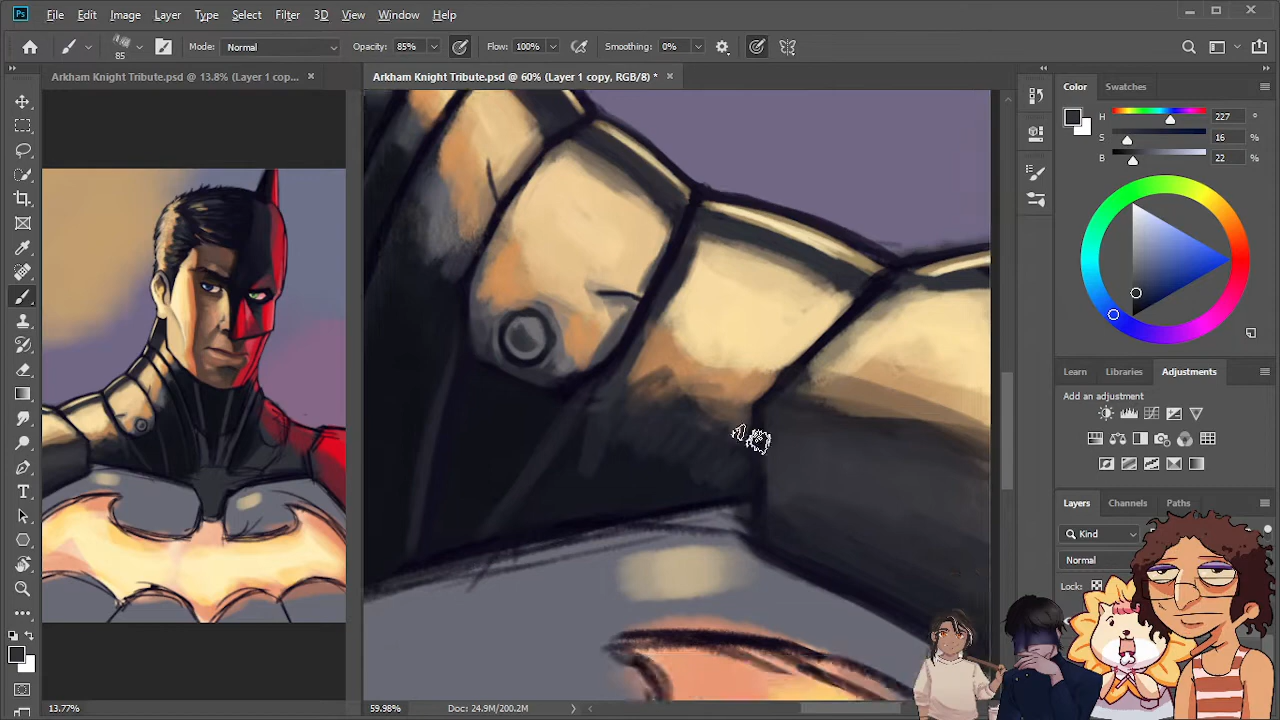 Ps File Edit Image Layer Type Select Filter 3D View Window Help
85 Mode: Normal Opacity: 85% Flow: 100% Smoothing: 0%
Arkham Knight Tribute.psd @ 13.8% (Layer 1 cop... ×
Arkham Knight Tribute.psd @ 60% (Layer 1 copy, RGB/8) * ×
Color Swatches
H 227 °
S 16 %
B 22 %
Learn Libraries Adjustments
Add an adjustment
Layers Channels Paths
Kind
Normal
Lock:
13.77%
59.98% Doc: 24.9M/200.2M